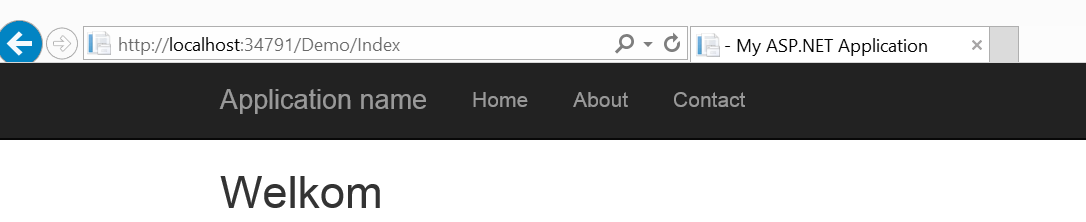 http://localhost:34791/Demo/Index - My ASP.NET Application
Application name Home About Contact
Welkom